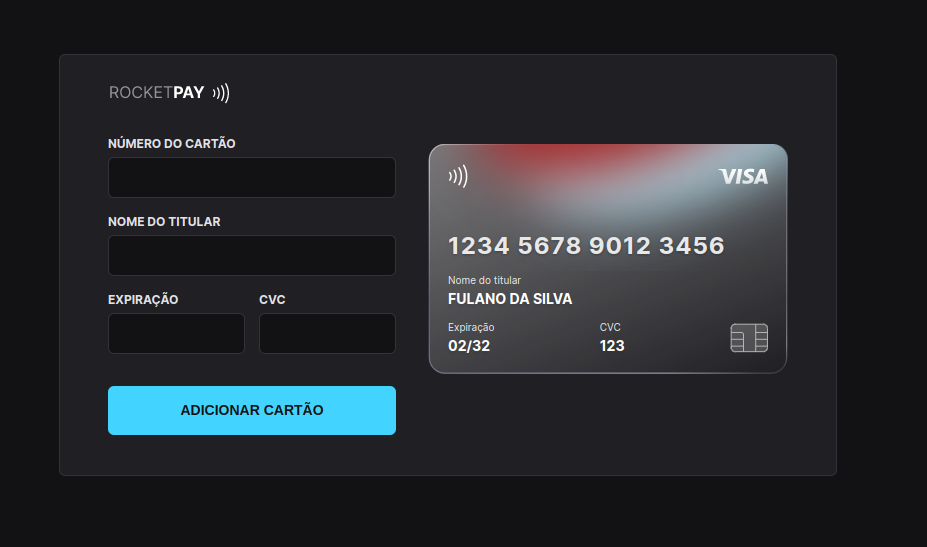 ROCKETPAY
NÚMERO DO CARTÃO
NOME DO TITULAR
EXPIRAÇÃO CVC
ADICIONAR CARTÃO
VISA
1234 5678 9012 3456
Nome do titular
FULANO DA SILVA
Expiração CVC
02/32 123